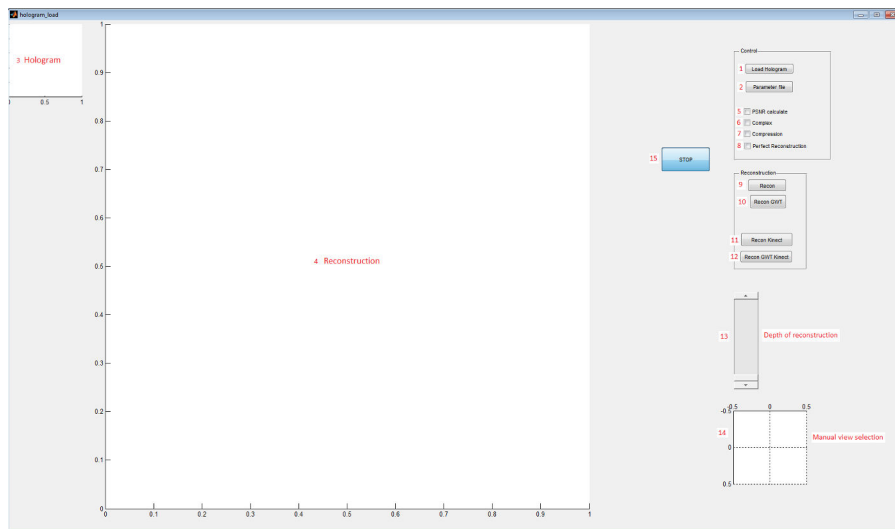 hologram_load
3 Hologram
0 0.5 1
1
0.9
0.8
0.7
0.6
0.5
0.4
0.3
0.2
0.1
0
0 0.1 0.2 0.3 0.4 0.5 0.6 0.7 0.8 0.9 1
4 Reconstruction
15 STOP
Control
1 Load Hologram
2 Parameter file
5 PSNR calculate
6 Complex
7 Compression
8 Perfect Reconstruction
Reconstruction
9 Recon
10 Recon GWT
11 Recon Kinect
12 Recon GWT Kinect
13 Depth of reconstruction
-0.5 0 0.5
-0.5
14 Manual view selection
0
0.5